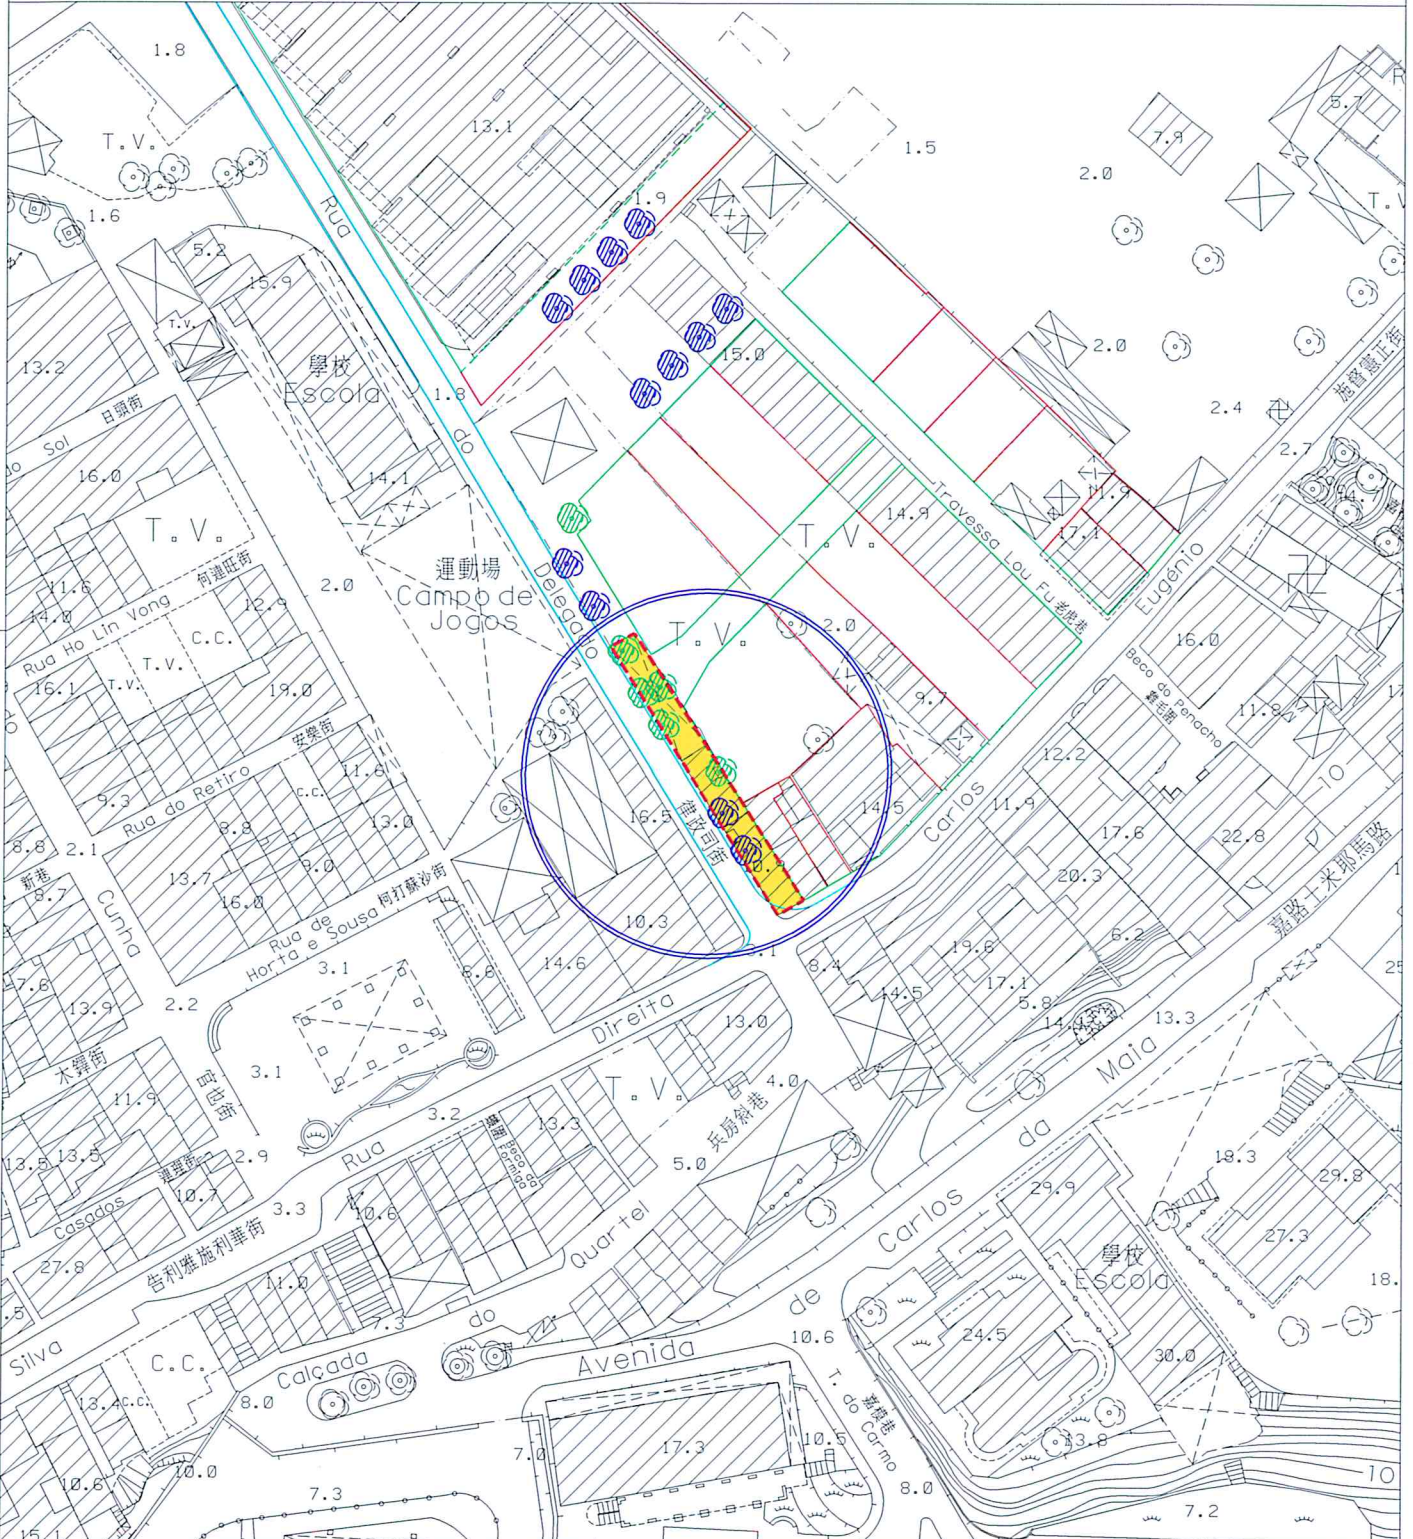 1.8
T.V.
1.6
5.2
15.9
T.V.
13.2
學校
Escola
日頭街
Sol
16.0
14.1
T.V.
Rua
do
Delegado
律政司街
1.8
13.1
1.9
1.5
2.0
7.9
5.7
2.0
2.4
卍
2.7
施督憲正街
15.0
14.9
T.V.
17.1
Travessa Lou Fu 老虎巷
運動場
Campo de
Jogos
2.0
何連旺街
Rua Ho Lin Vong
11.6
14.0
12.9
C.C.
T.V.
T.V.
16.1
19.0
安樂街
Rua do Retiro
9.3
C.C.
11.6
8.8
9.0
13.0
13.7
16.0
8.8
2.1
新巷
8.7
Cunha
柯打蘇沙街
Rua de
Horta e Sousa
T.V.
2.0
9.7
14.5
16.5
10.3
14.6
3.1
8.6
Eugénio
Carlos
16.0
Beco do Penacho
11.8
12.2
11.9
17.6
22.8
20.3
10
嘉路士米耶馬路
6.2
19.6
17.1
5.8
14.5
8.4
13.3
7.6
13.9
2.2
木鐸街
官也街
3.1
11.9
13.5
13.5
2.9
10.7
Casados
3.3
27.8
告利雅施利華街
Silva
Rua
Direita
3.2
13.0
T.V.
4.0
兵房斜巷
13.3
Beco da
Formiga
10.6
5.0
11.0
7.3
Calçada
do
Quartel
C.C.
13.4
C.C.
8.0
10.6
10.0
7.3
15.1
Avenida
de
Carlos
da
Maia
10.6
T. do Carmo
嘉模巷
17.3
7.0
10.5
8.0
18.3
29.9
29.8
27.3
學校
Escola
24.5
30.0
13.8
10
7.2